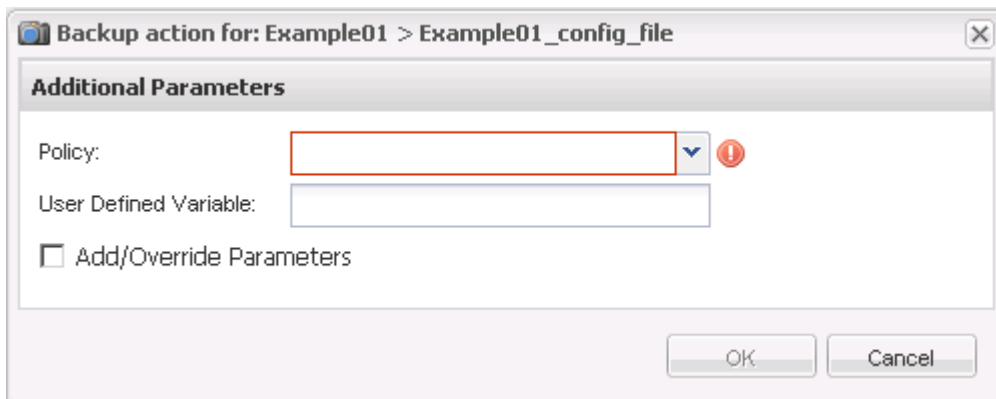 Backup action for: Example01 > Example01_config_file
Additional Parameters
Policy:
User Defined Variable:
Add/Override Parameters
OK
Cancel